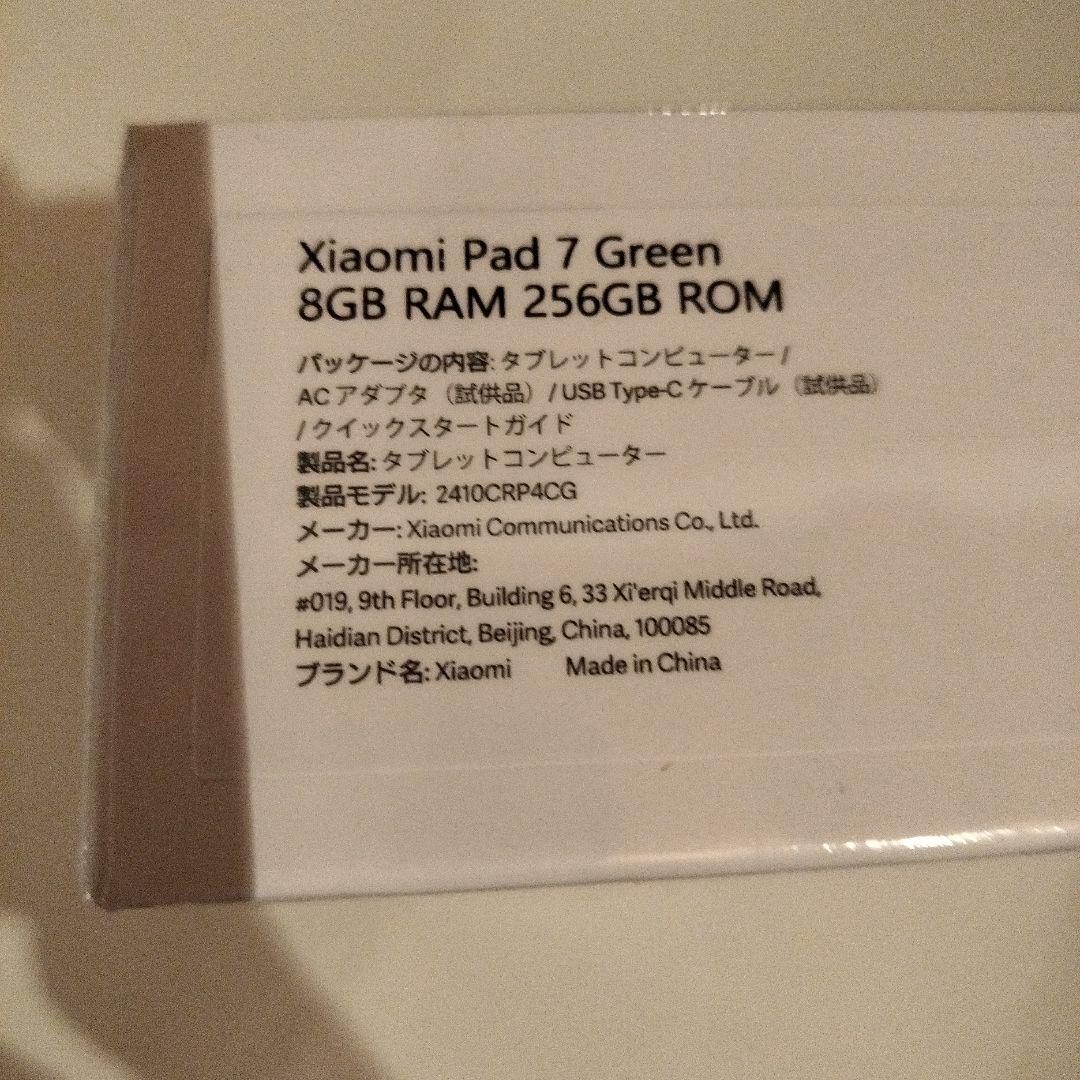 Xiaomi Pad 7 Green
8GB RAM 256GB ROM
パッケージの内容: タブレットコンピューター /
ACアダプタ（試供品）/ USB Type-Cケーブル（試供品）
/ クイックスタートガイド
製品名: タブレットコンピューター
製品モデル: 2410CRP4CG
メーカー: Xiaomi Communications Co., Ltd.
メーカー所在地:
#019, 9th Floor, Building 6, 33 Xi'erqi Middle Road,
Haidian District, Beijing, China, 100085
ブランド名: Xiaomi Made in China